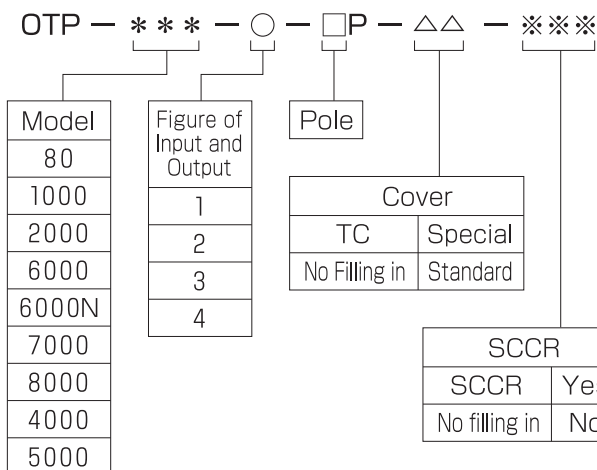 OTP — *** — ○ — □P — △△ — ※※※
Model
80
1000
2000
6000
6000N
7000
8000
4000
5000
Figure of
Input and
Output
1
2
3
4
Pole
Cover
TC Special
No Filling in Standard
SCCR
SCCR
No filling in